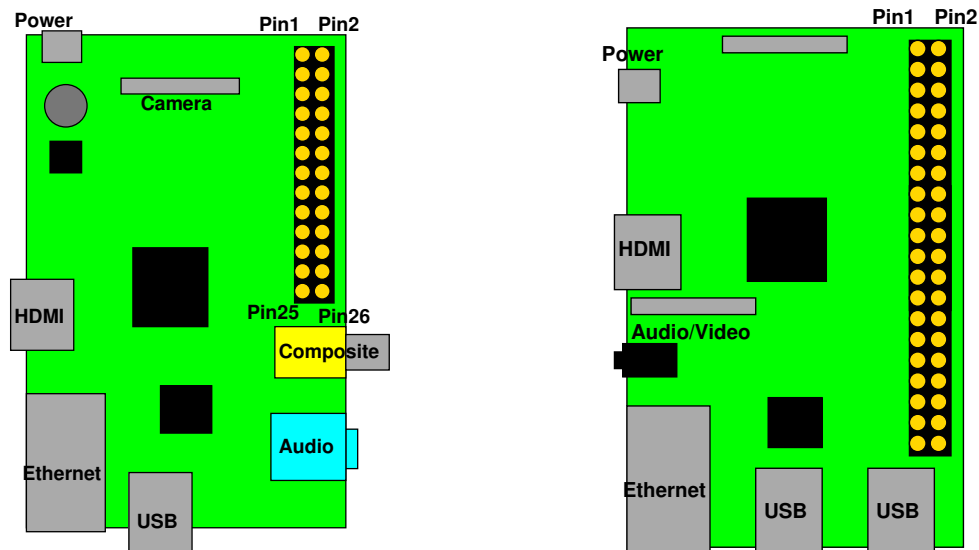 Power
Pin1 Pin2
Camera
HDMI
Pin25 Pin26
Composite
Audio
Ethernet
USB
Pin1 Pin2
Power
HDMI
Audio/Video
Ethernet
USB
USB